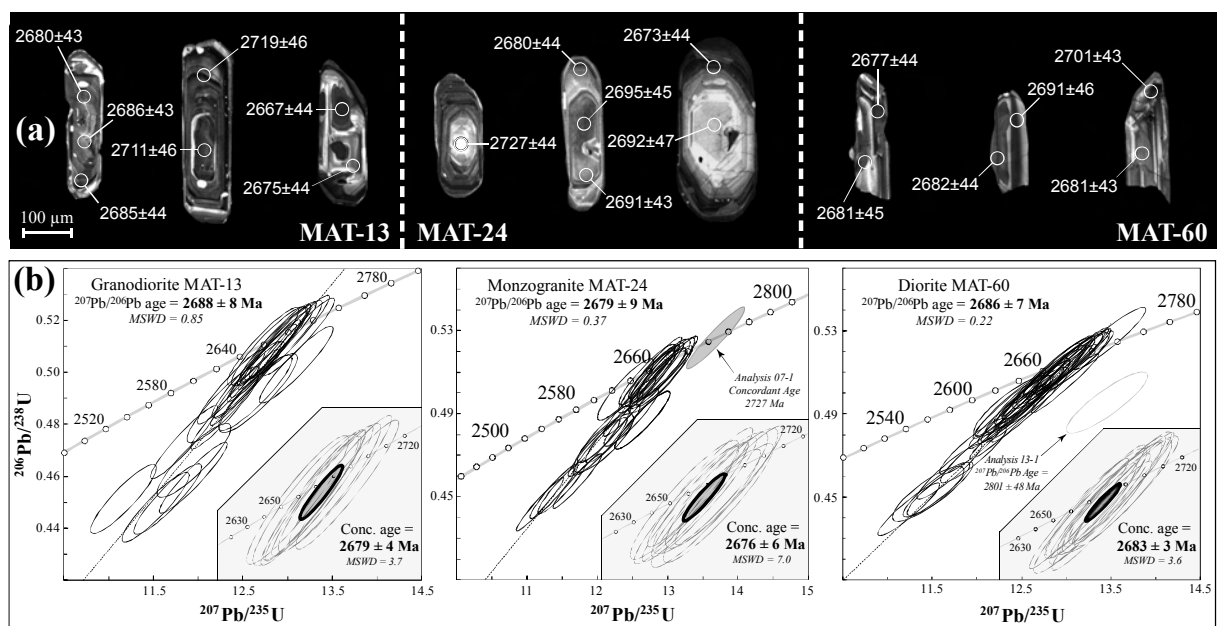 (a)
2680±43
2686±43
2685±44
2719±46
2711±46
2667±44
2675±44
100 µm
MAT-13
2727±44
2680±44
2695±45
2691±43
2673±44
2692±47
MAT-24
2677±44
2681±45
2691±46
2682±44
2701±43
2681±43
MAT-60
(b)
Granodiorite MAT-13
207Pb/206Pb age = 2688 ± 8 Ma
MSWD = 0.85
206Pb/238U
0.52
0.50
0.48
0.46
0.44
2520
2580
2640
2780
2630
2650
2720
Conc. age =
2679 ± 4 Ma
MSWD = 3.7
11.5
12.5
13.5
14.5
207Pb/235U
Monzogranite MAT-24
207Pb/206Pb age = 2679 ± 9 Ma
MSWD = 0.37
0.53
0.49
0.45
2500
2580
2660
2800
Analysis 07-1
Concordant Age
2727 Ma
2630
2650
2720
Conc. age =
2676 ± 6 Ma
MSWD = 7.0
10
11
12
13
14
15
207Pb/235U
Diorite MAT-60
207Pb/206Pb age = 2686 ± 7 Ma
MSWD = 0.22
0.53
0.49
0.45
2540
2600
2660
2780
Analysis 13-1
207Pb/206Pb Age =
2801 ± 48 Ma
2630
2650
2720
Conc. age =
2683 ± 3 Ma
MSWD = 3.6
11.5
12.5
13.5
14.5
207Pb/235U